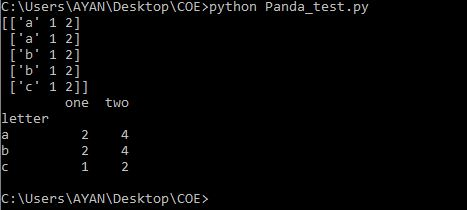 C:\Users\AYAN\Desktop\COE>python Panda_test.py
[['a' 1 2]
 ['a' 1 2]
 ['b' 1 2]
 ['b' 1 2]
 ['c' 1 2]]
        one  two
letter
a         2    4
b         2    4
c         1    2
C:\Users\AYAN\Desktop\COE>